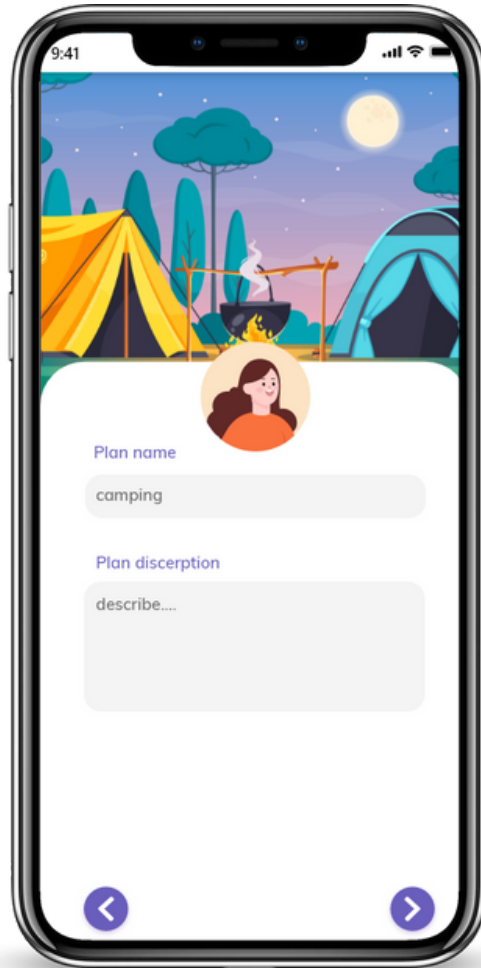 9:41
Plan name
camping
Plan discerption
describe....